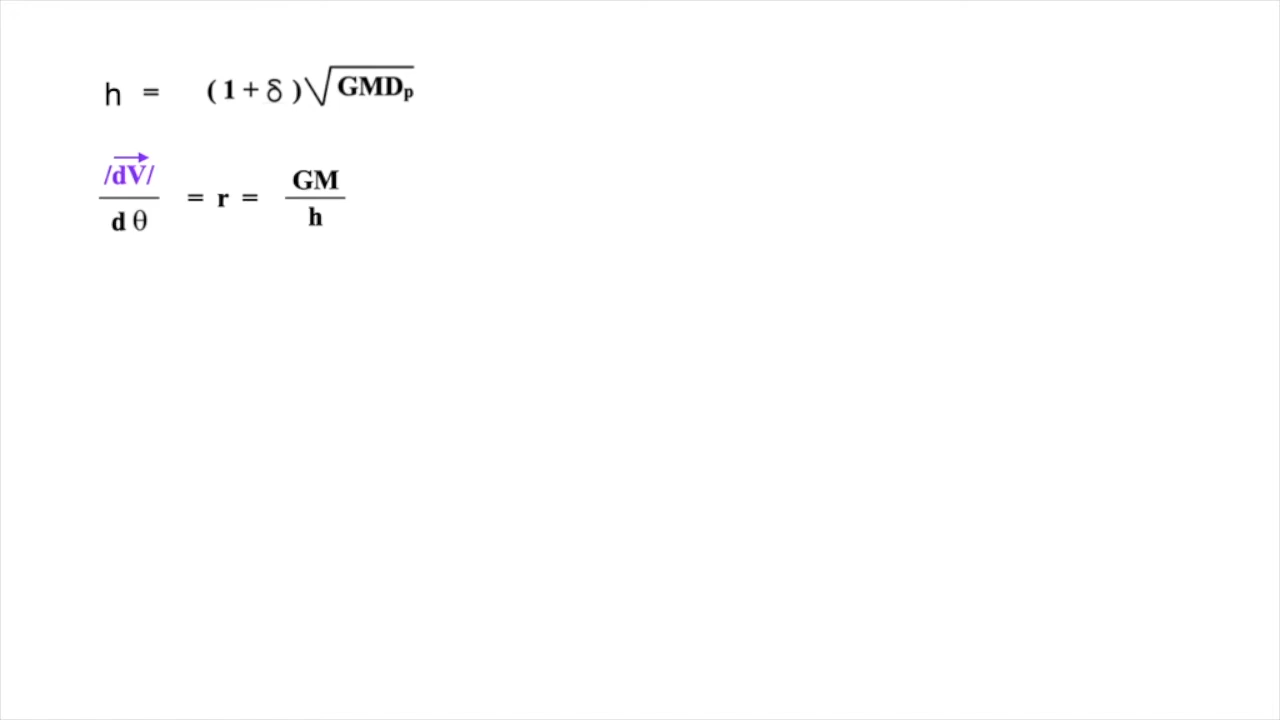 h = (1 + δ)√GMDₚ
/dV⃗/ / dθ = r = GM / h